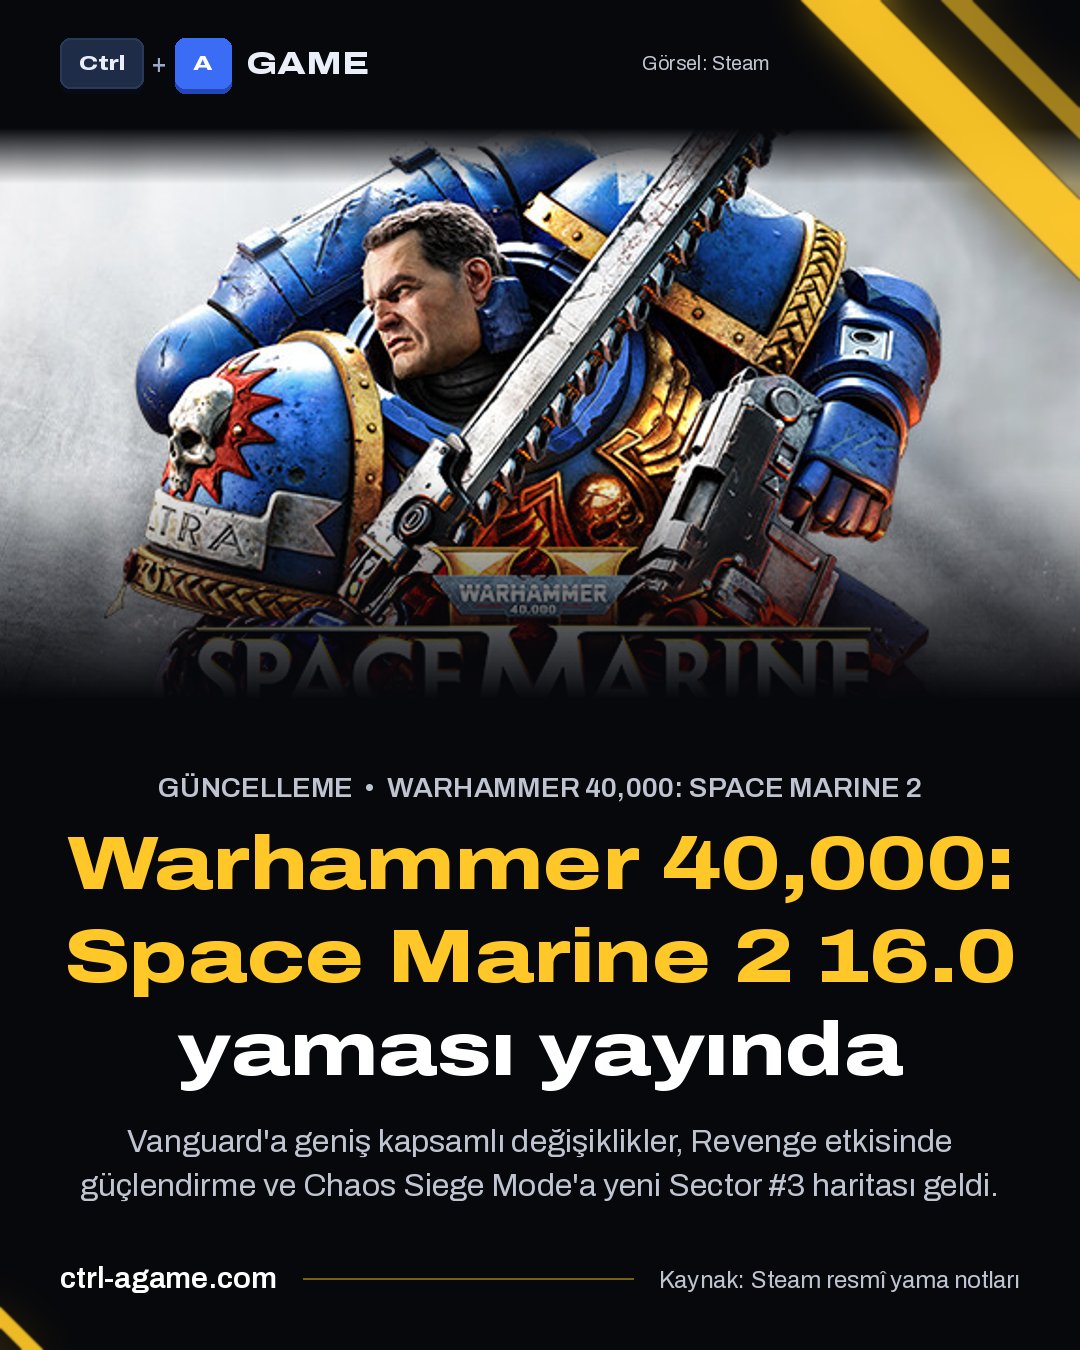 Ctrl + A GAME
Görsel: Steam
LTRA
WARHAMMER
40.000
SPACE MARINE
GÜNCELLEME • WARHAMMER 40,000: SPACE MARINE 2
Warhammer 40,000:
Space Marine 2 16.0
yaması yayında
Vanguard'a geniş kapsamlı değişiklikler, Revenge etkisinde
güçlendirme ve Chaos Siege Mode'a yeni Sector #3 haritası geldi.
ctrl-agame.com
Kaynak: Steam resmî yama notları